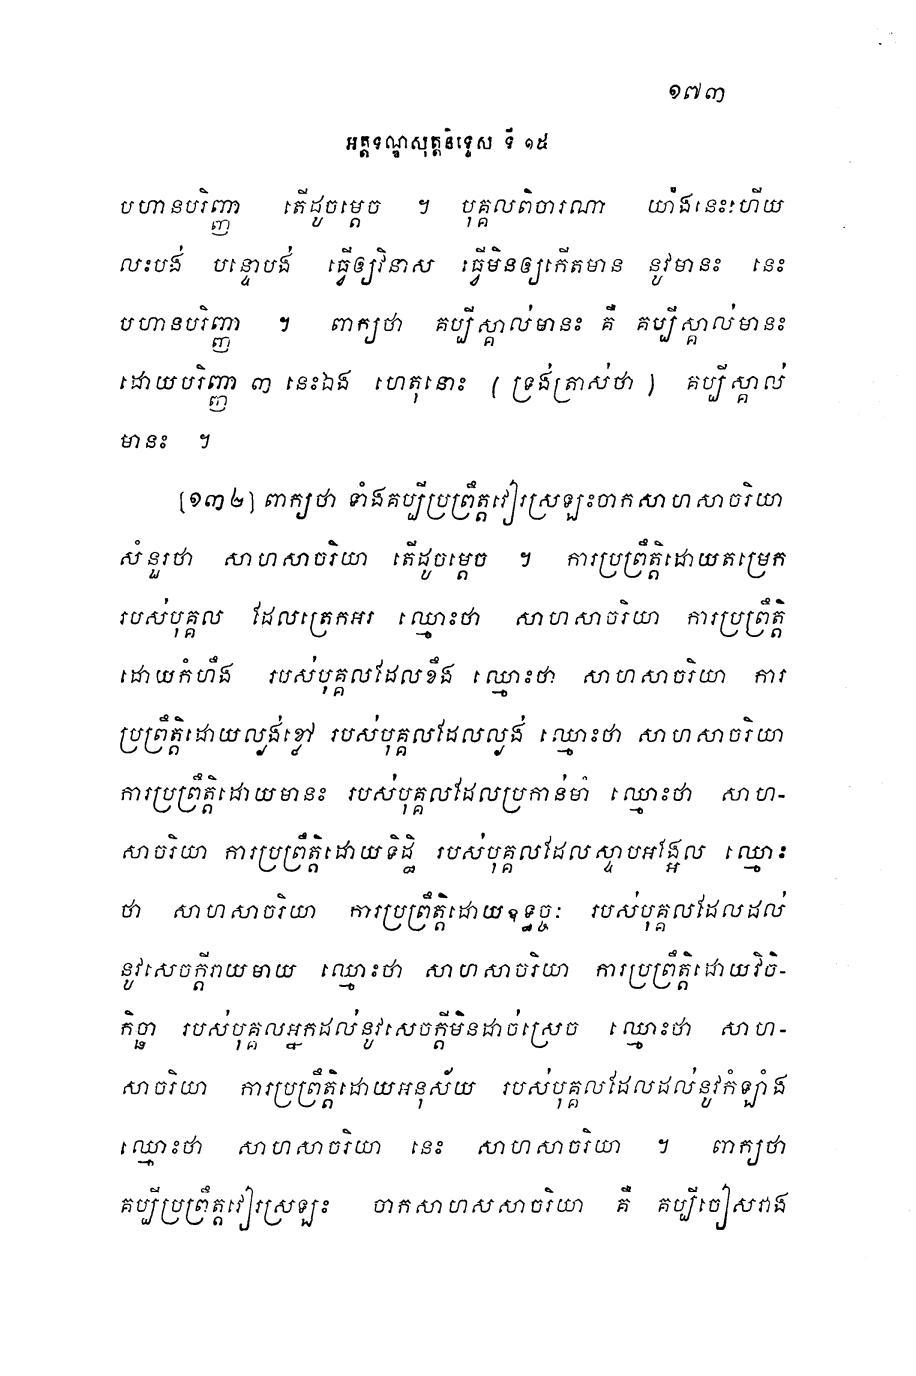 ១៧៣
អត្តទណ្ឌសុត្តនិទ្ទេស ទី ១៥
បហានបរិញ្ញា តើដូចម្ដេច ។ បុគ្គលពិចារណា យ៉ាងនេះហើយ
លះបង់ បន្ទោបង់ ធ្វើឲ្យវិនាស ធ្វើមិនឲ្យកើតមាន នូវមានះ នេះ
បហានបរិញ្ញា ។ ពាក្យថា គប្បីស្គាល់មានះ គឺ គប្បីស្គាល់មានះ
ដោយបរិញ្ញា ៣ នេះឯង ហេតុនោះ (ទ្រង់ត្រាស់ថា) គប្បីស្គាល់
មានះ ។
[១៣២] ពាក្យថា ទាំងគប្បីប្រព្រឹត្តវៀរស្រឡះចាកសាហសាចរិយា
សំនួរថា សាហសាចរិយា តើដូចម្ដេច ។ ការប្រព្រឹត្តិដោយតម្រេក
របស់បុគ្គល ដែលត្រេកអរ ឈ្មោះថា សាហសាចរិយា ការប្រព្រឹត្តិ
ដោយកំហឹង របស់បុគ្គលដែលខឹង ឈ្មោះថា សាហសាចរិយា ការ
ប្រព្រឹត្តិដោយល្ងង់ខ្លៅ របស់បុគ្គលដែលល្ងង់ ឈ្មោះថា សាហសាចរិយា
ការប្រព្រឹត្តិដោយមានះ របស់បុគ្គលដែលប្រកាន់មាំ ឈ្មោះថា សាហ-
សាចរិយា ការប្រព្រឹត្តិដោយទិដ្ឋិ របស់បុគ្គលដែលស្ទាបអង្អែល ឈ្មោះ
ថា សាហសាចរិយា ការប្រព្រឹត្តិដោយឧទ្ធច្ចៈ របស់បុគ្គលដែលដល់
នូវសេចក្ដីរាយមាយ ឈ្មោះថា សាហសាចរិយា ការប្រព្រឹត្តិដោយវិចិ-
កិច្ឆា របស់បុគ្គលអ្នកដល់នូវសេចក្ដីមិនដាច់ស្រេច ឈ្មោះថា សាហ-
សាចរិយា ការប្រព្រឹត្តិដោយអនុស័យ របស់បុគ្គលដែលដល់នូវកំឡាំង
ឈ្មោះថា សាហសាចរិយា នេះ សាហសាចរិយា ។ ពាក្យថា
គប្បីប្រព្រឹត្តវៀរស្រឡះ ចាកសាហសសាចរិយា គឺ គប្បីចៀសវាង